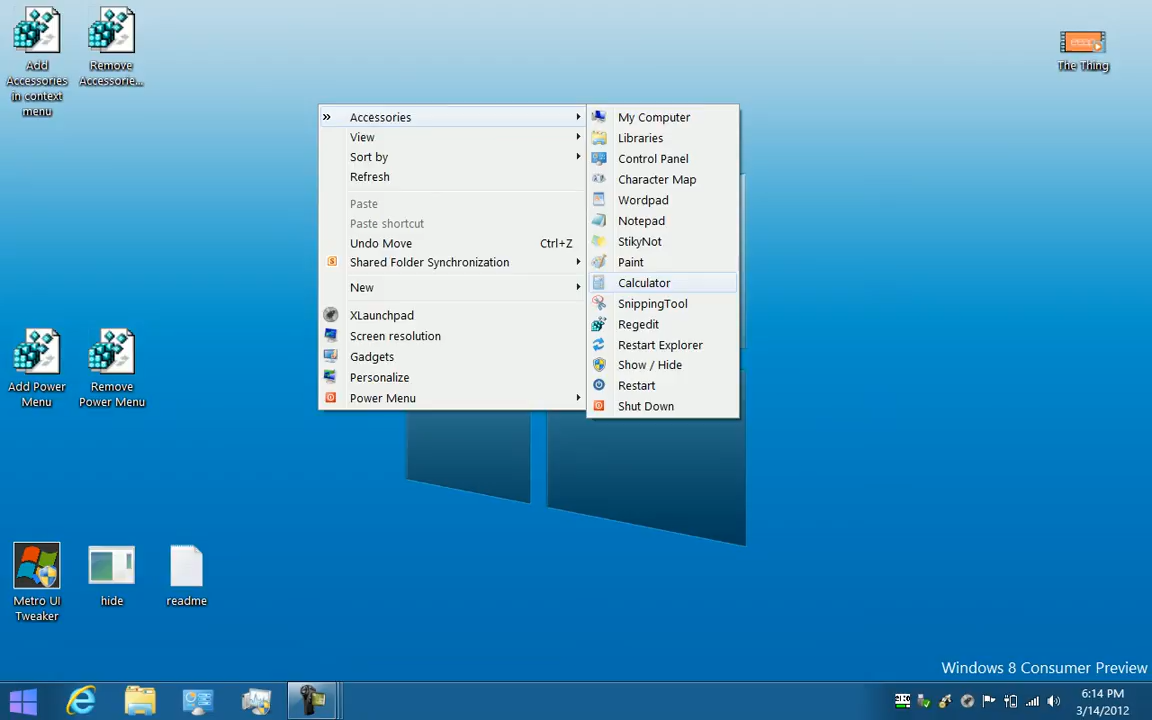 Add
Accessories
in context
menu
Remove
Accessorie...
The Thing
Accessories
View
Sort by
Refresh
Paste
Paste shortcut
Undo Move Ctrl+Z
Shared Folder Synchronization
New
XLaunchpad
Screen resolution
Gadgets
Personalize
Power Menu
My Computer
Libraries
Control Panel
Character Map
Wordpad
Notepad
StikyNot
Paint
Calculator
SnippingTool
Regedit
Restart Explorer
Show / Hide
Restart
Shut Down
Add Power
Menu
Remove
Power Menu
Metro UI
Tweaker
hide
readme
Windows 8 Consumer Preview
6:14 PM
3/14/2012